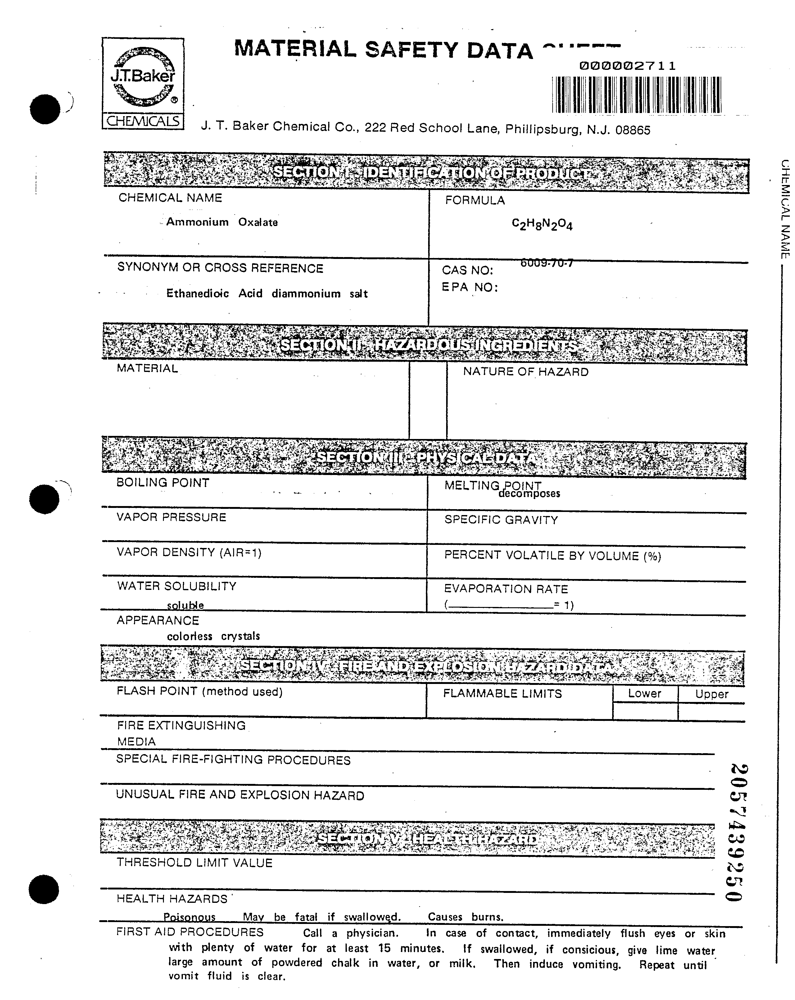 MATERIAL SAFETY DATA
000002711
J.T.Baker
®
CHEMICALS
J. T. Baker Chemical Co., 222 Red School Lane, Phillipsburg, N.J. 08865
SECTION I - IDENTIFICATION OF PRODUCT
CHEMICAL NAME
FORMULA
Ammonium Oxalate
C2H8N2O4
SYNONYM OR CROSS REFERENCE
CAS NO: 6009-70-7
EPA NO:
Ethanedioic Acid diammonium salt
SECTION II - HAZARDOUS INGREDIENTS
MATERIAL
NATURE OF HAZARD
SECTION III - PHYSICAL DATA
BOILING POINT
MELTING POINT
decomposes
VAPOR PRESSURE
SPECIFIC GRAVITY
VAPOR DENSITY (AIR=1)
PERCENT VOLATILE BY VOLUME (%)
WATER SOLUBILITY
EVAPORATION RATE
soluble
(______________= 1)
APPEARANCE
colorless crystals
SECTION IV - FIRE AND EXPLOSION HAZARD DATA
FLASH POINT (method used)
FLAMMABLE LIMITS
Lower
Upper
FIRE EXTINGUISHING
MEDIA
SPECIAL FIRE-FIGHTING PROCEDURES
UNUSUAL FIRE AND EXPLOSION HAZARD
SECTION V - HEALTH HAZARD
THRESHOLD LIMIT VALUE
HEALTH HAZARDS
Poisonous May be fatal if swallowed. Causes burns.
FIRST AID PROCEDURES Call a physician. In case of contact, immediately flush eyes or skin
with plenty of water for at least 15 minutes. If swallowed, if consicious, give lime water
large amount of powdered chalk in water, or milk. Then induce vomiting. Repeat until
vomit fluid is clear.
CHEMICAL NAME
2057439250